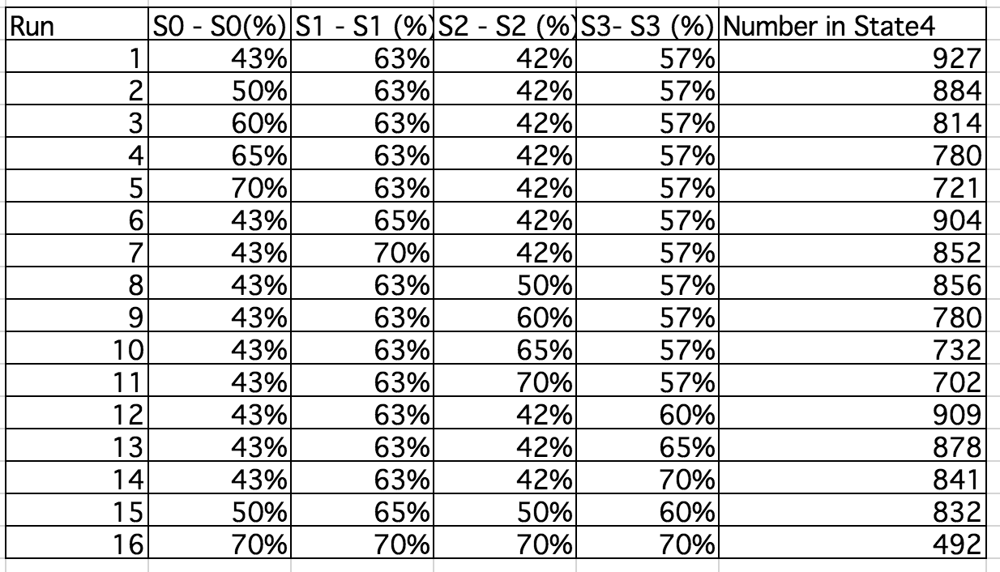 Run S0 - S0(%) S1 - S1 (%) S2 - S2 (%) S3- S3 (%) Number in State4
1 43% 63% 42% 57% 927
2 50% 63% 42% 57% 884
3 60% 63% 42% 57% 814
4 65% 63% 42% 57% 780
5 70% 63% 42% 57% 721
6 43% 65% 42% 57% 904
7 43% 70% 42% 57% 852
8 43% 63% 50% 57% 856
9 43% 63% 60% 57% 780
10 43% 63% 65% 57% 732
11 43% 63% 70% 57% 702
12 43% 63% 42% 60% 909
13 43% 63% 42% 65% 878
14 43% 63% 42% 70% 841
15 50% 65% 50% 60% 832
16 70% 70% 70% 70% 492